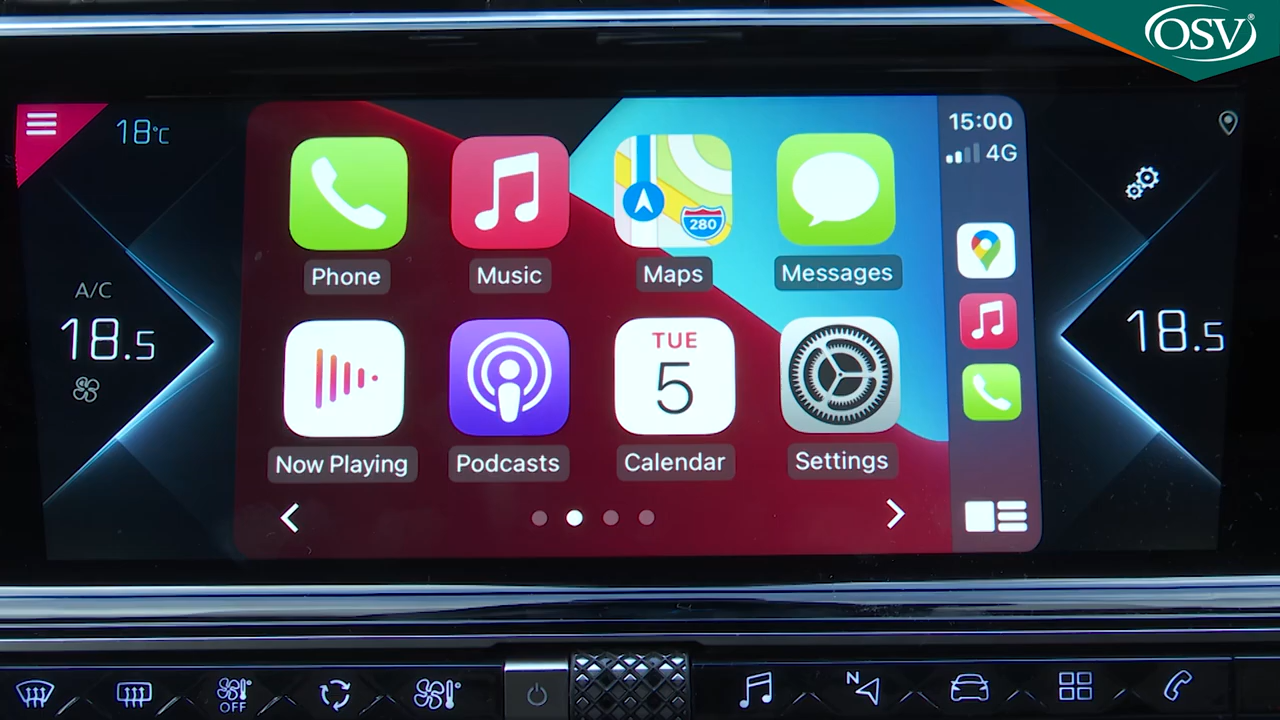 OSV®
18°C
15:00
4G
280
Phone
Music
Maps
Messages
A/C
18.5
18.5
TUE
5
Now Playing
Podcasts
Calendar
Settings
OFF
N